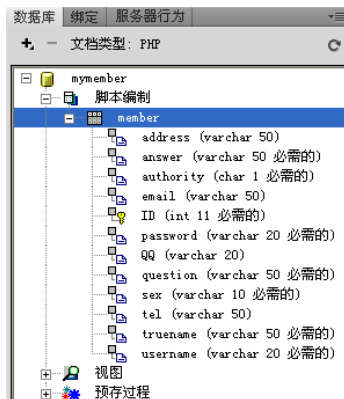 数据库 绑定 服务器行为
文档类型: PHP
mymember
脚本编制
member
address (varchar 50)
answer (varchar 50 必需的)
authority (char 1 必需的)
email (varchar 50)
ID (int 11 必需的)
password (varchar 20 必需的)
QQ (varchar 20)
question (varchar 50 必需的)
sex (varchar 10 必需的)
tel (varchar 50)
truename (varchar 50 必需的)
username (varchar 20 必需的)
视图
预存过程